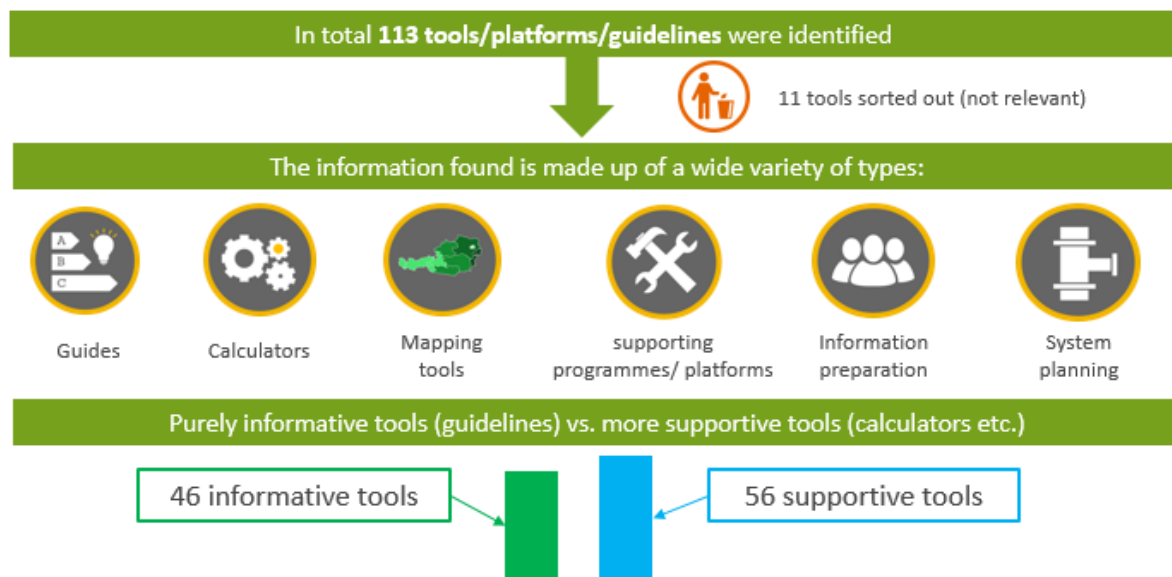 In total 113 tools/platforms/guidelines were identified
11 tools sorted out (not relevant)
The information found is made up of a wide variety of types:
A
B
C
Guides
Calculators
Mapping
tools
supporting
programmes/ platforms
Information
preparation
System
planning
Purely informative tools (guidelines) vs. more supportive tools (calculators etc.)
46 informative tools
56 supportive tools